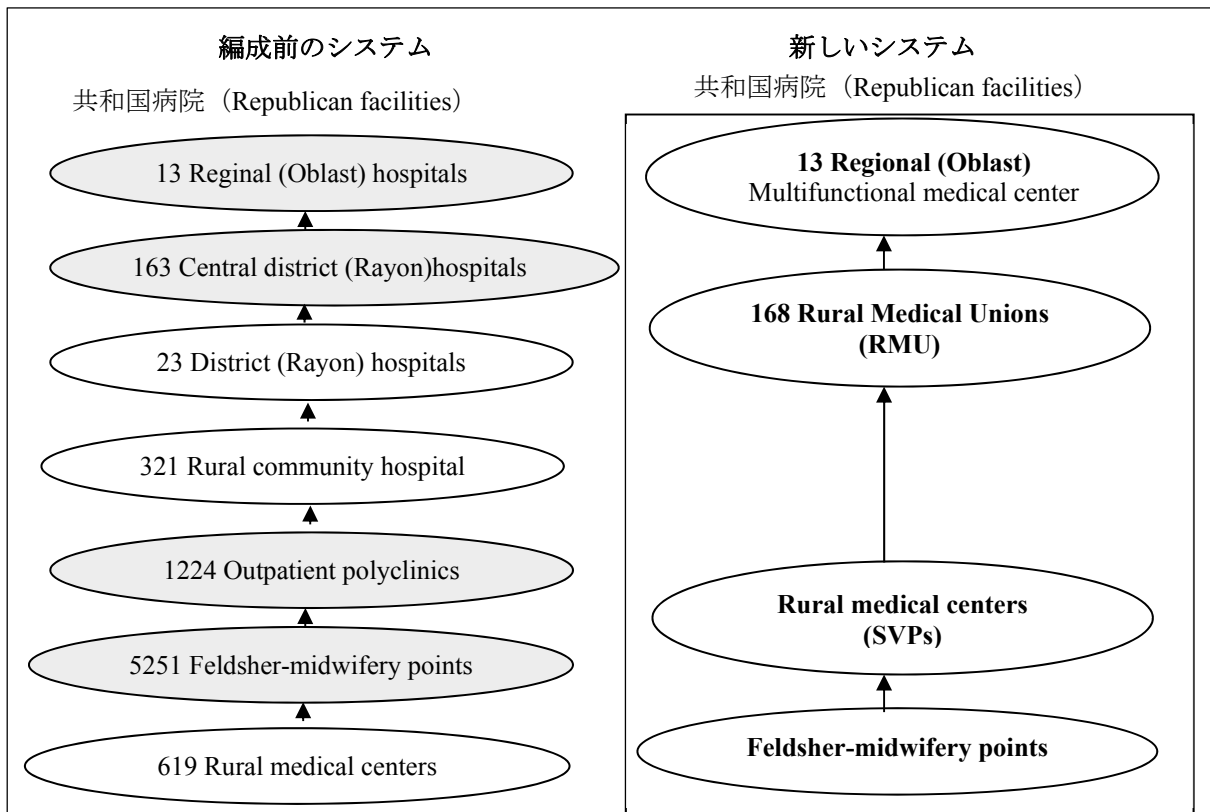 編成前のシステム
共和国病院（Republican facilities）
13 Reginal (Oblast) hospitals
163 Central district (Rayon)hospitals
23 District (Rayon) hospitals
321 Rural community hospital
1224 Outpatient polyclinics
5251 Feldsher-midwifery points
619 Rural medical centers
新しいシステム
共和国病院（Republican facilities）
13 Regional (Oblast)
Multifunctional medical center
168 Rural Medical Unions
(RMU)
Rural medical centers
(SVPs)
Feldsher-midwifery points